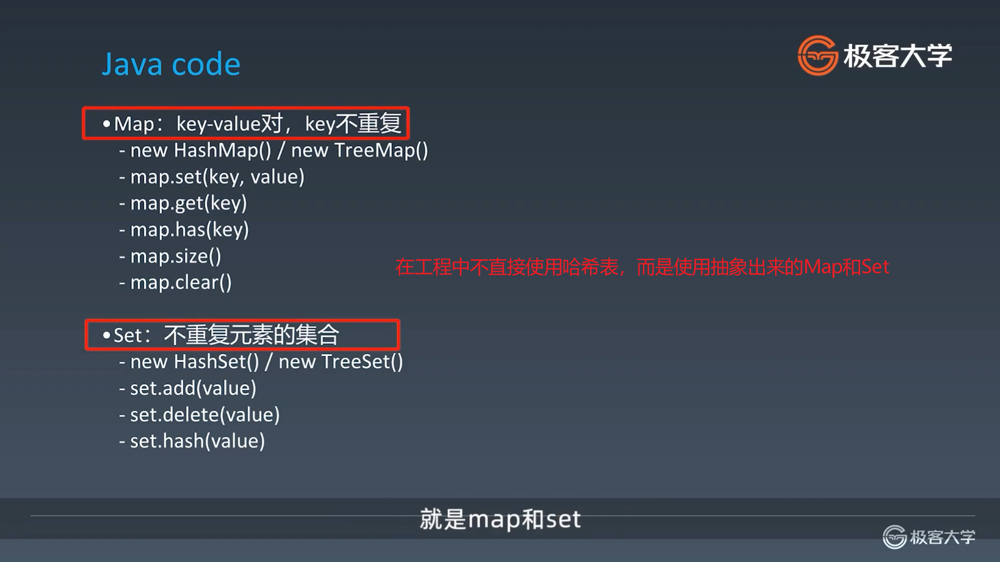 Java code
极客大学
•Map：key-value对，key不重复
- new HashMap() / new TreeMap()
- map.set(key, value)
- map.get(key)
- map.has(key)
- map.size()
- map.clear()
在工程中不直接使用哈希表，而是使用抽象出来的Map和Set
•Set：不重复元素的集合
- new HashSet() / new TreeSet()
- set.add(value)
- set.delete(value)
- set.hash(value)
就是map和set
极客大学